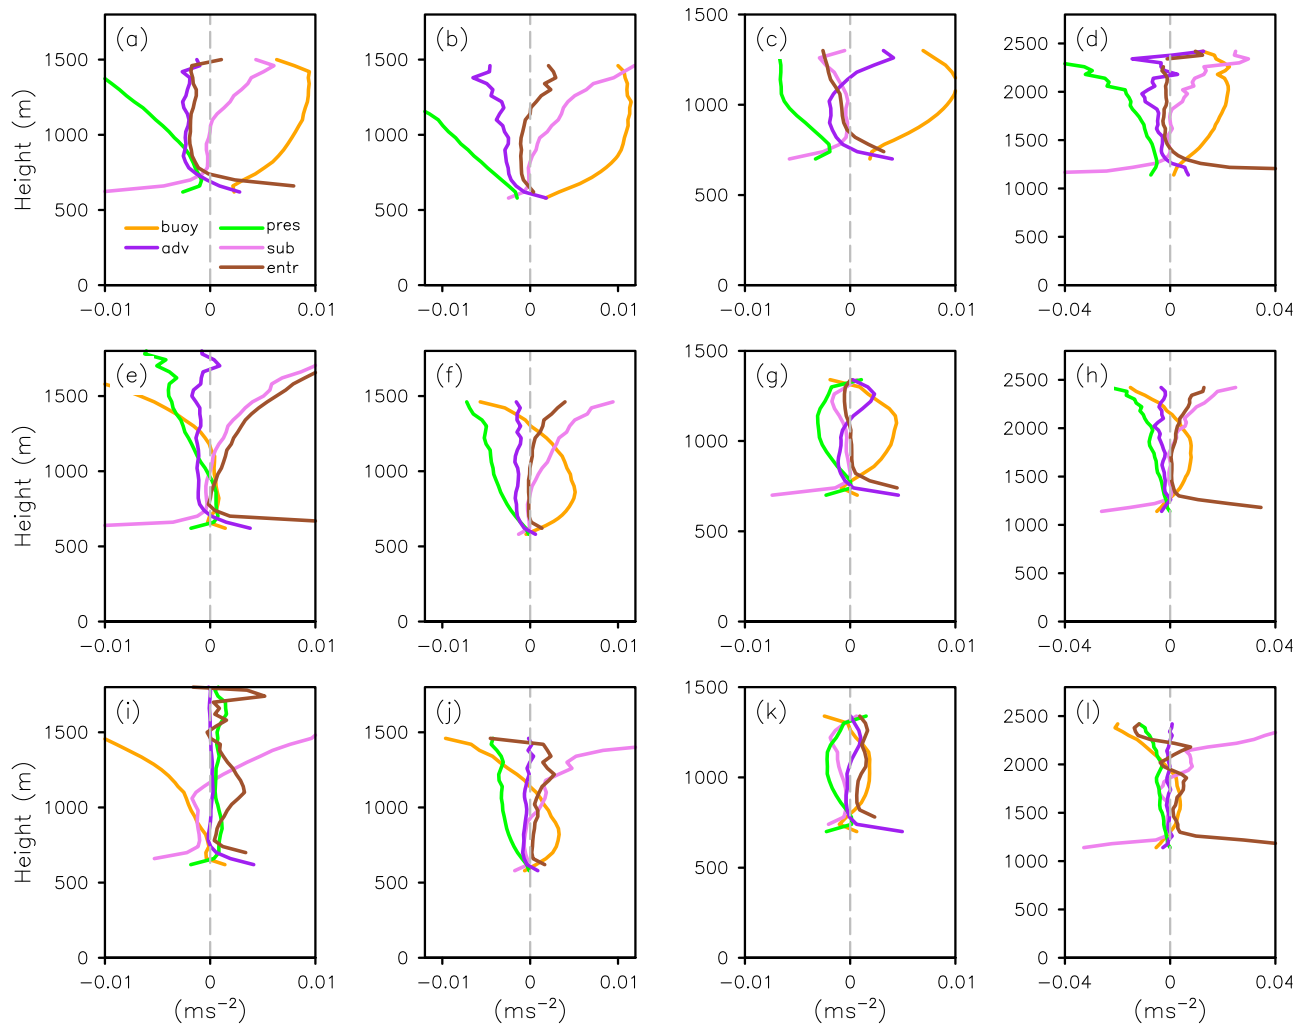 (a) (b) (c) (d)
1500 1500 1500 2500
1000 1000 1000 2000
1500
1000
500 500 500 500
0 0 0 0
Height (m)
buoy pres
adv sub
entr
−0.01 0 0.01 −0.01 0 0.01 −0.01 0 0.01 −0.04 0 0.04
(e) (f) (g) (h)
1500 1500 1500 2500
1000 1000 1000 2000
1500
1000
500 500 500 500
0 0 0 0
Height (m)
−0.01 0 0.01 −0.01 0 0.01 −0.01 0 0.01 −0.04 0 0.04
(i) (j) (k) (l)
1500 1500 1500 2500
1000 1000 1000 2000
1500
1000
500 500 500 500
0 0 0 0
Height (m)
−0.01 0 0.01 −0.01 0 0.01 −0.01 0 0.01 −0.04 0 0.04
(ms⁻²) (ms⁻²) (ms⁻²) (ms⁻²)